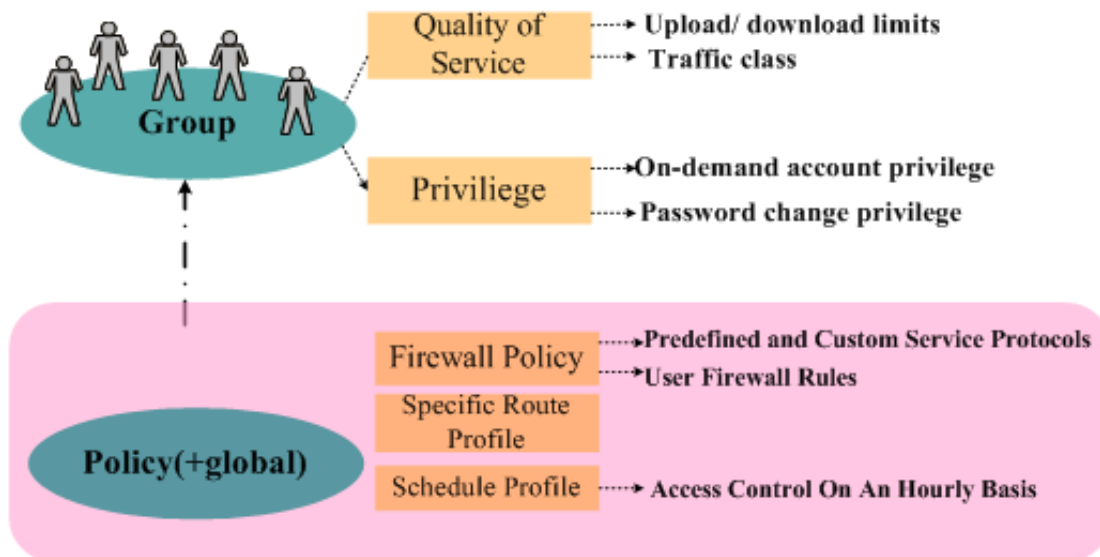 Quality of
Service
Upload/ download limits
Traffic class
Group
Priviliege
On-demand account privilege
Password change privilege
Firewall Policy
Predefined and Custom Service Protocols
User Firewall Rules
Specific Route
Profile
Policy(+global)
Schedule Profile
Access Control On An Hourly Basis